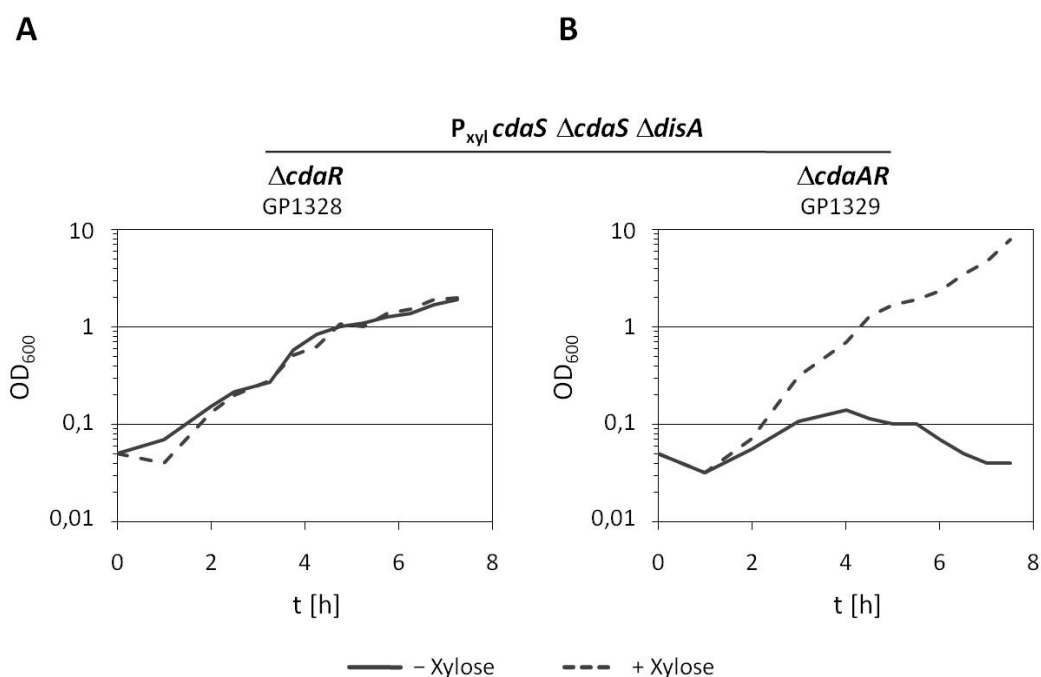 A
B
Pxyl cdaS ΔcdaS ΔdisA
ΔcdaR
GP1328
ΔcdaAR
GP1329
10
1
0,1
0,01
OD600
0 2 4 6 8
t [h]
10
1
0,1
0,01
OD600
0 2 4 6 8
t [h]
– Xylose
+ Xylose